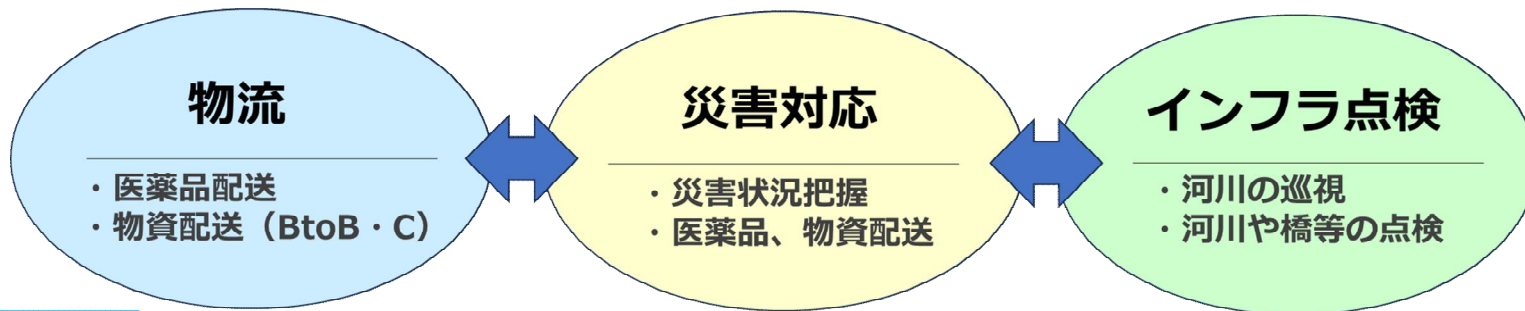 物流
・医薬品配送
・物資配送（BtoB・C）
災害対応
・災害状況把握
・医薬品、物資配送
インフラ点検
・河川の巡視
・河川や橋等の点検